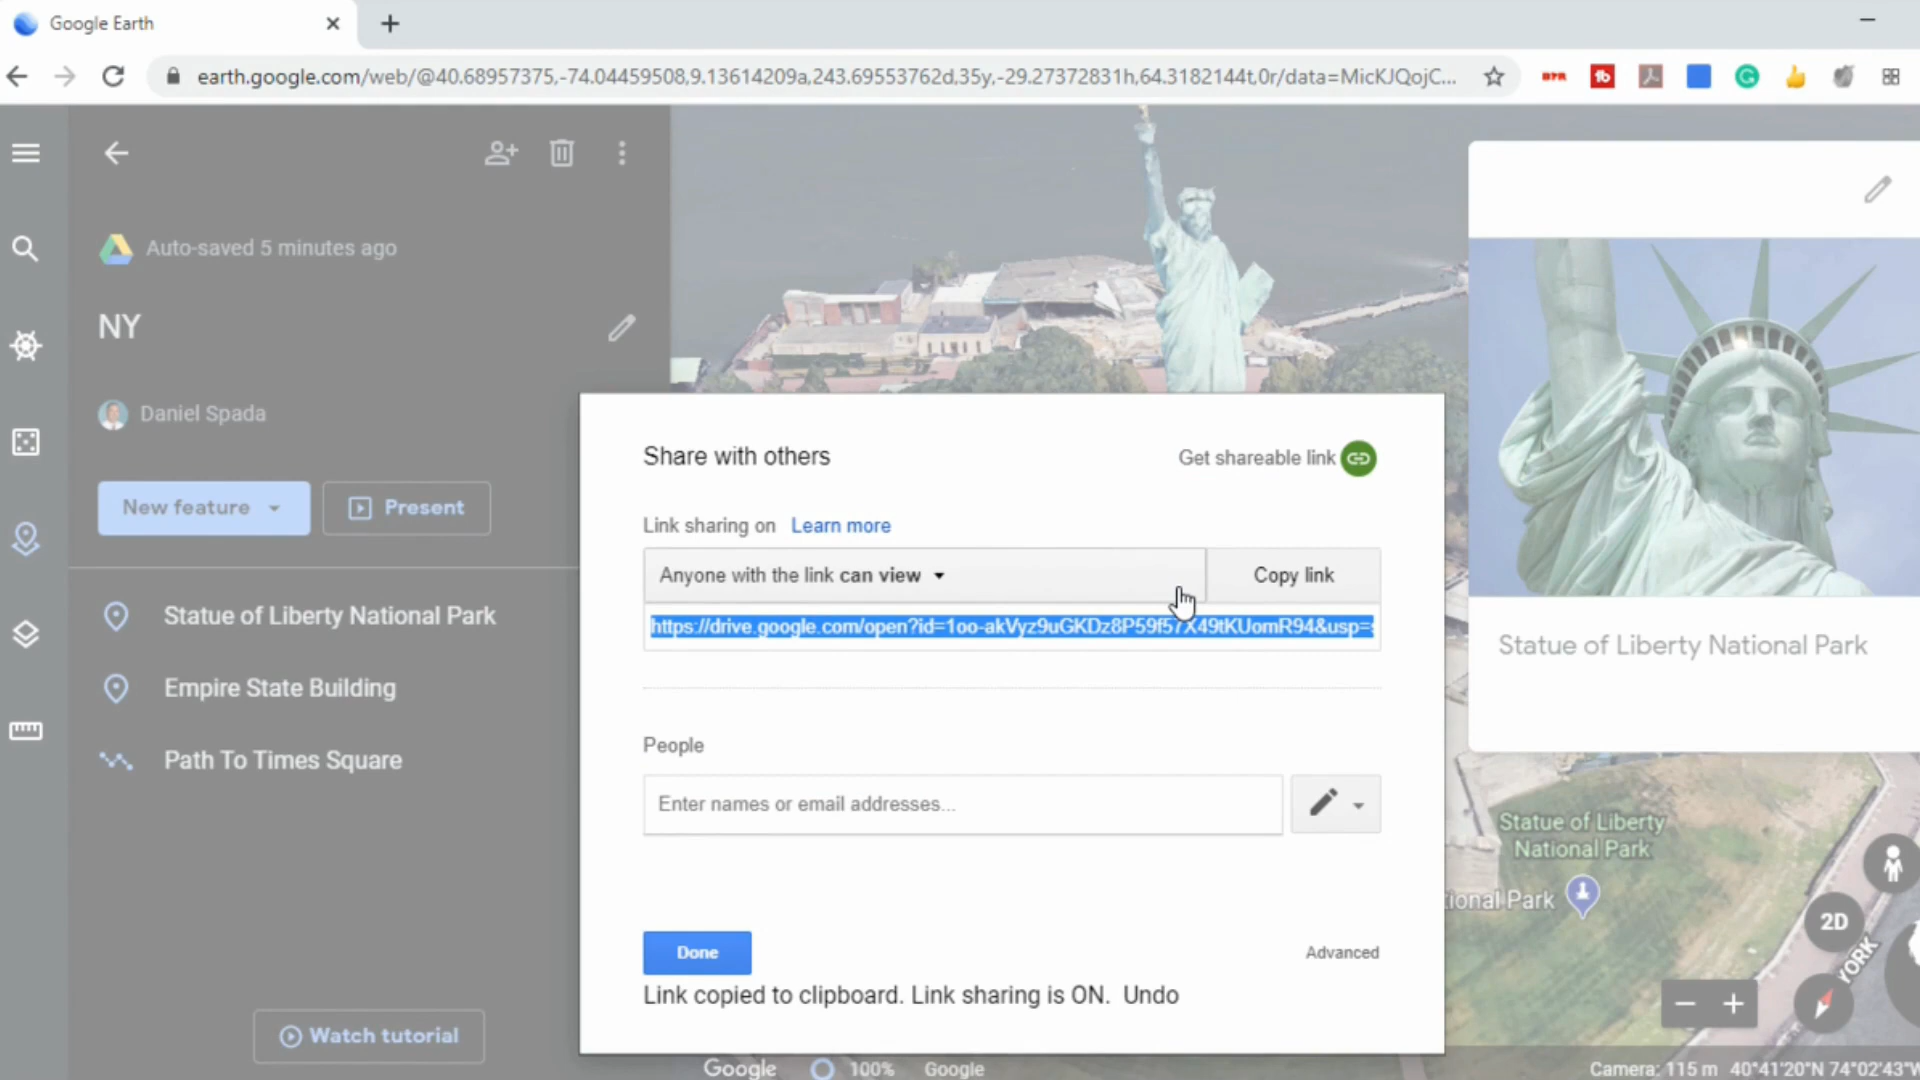 Google Earth
earth.google.com/web/@40.68957375,-74.04459508,9.13614209a,243.69553762d,35y,-29.27372831h,64.3182144t,0r/data=MicKJQojC...
Auto-saved 5 minutes ago
NY
Daniel Spada
New feature
Present
Statue of Liberty National Park
Empire State Building
Path To Times Square
Watch tutorial
Share with others
Get shareable link
Link sharing on Learn more
Anyone with the link can view
Copy link
https://drive.google.com/open?id=1oo-akVyz9uGKDz8P59f57X49tKUomR94&usp=
People
Enter names or email addresses...
Done
Advanced
Link copied to clipboard. Link sharing is ON. Undo
Statue of Liberty National Park
Statue of Liberty
National Park
ional Park
2D
YORK
Google
100%
Google
Camera: 115 m 40°41'20"N 74°02'43"W